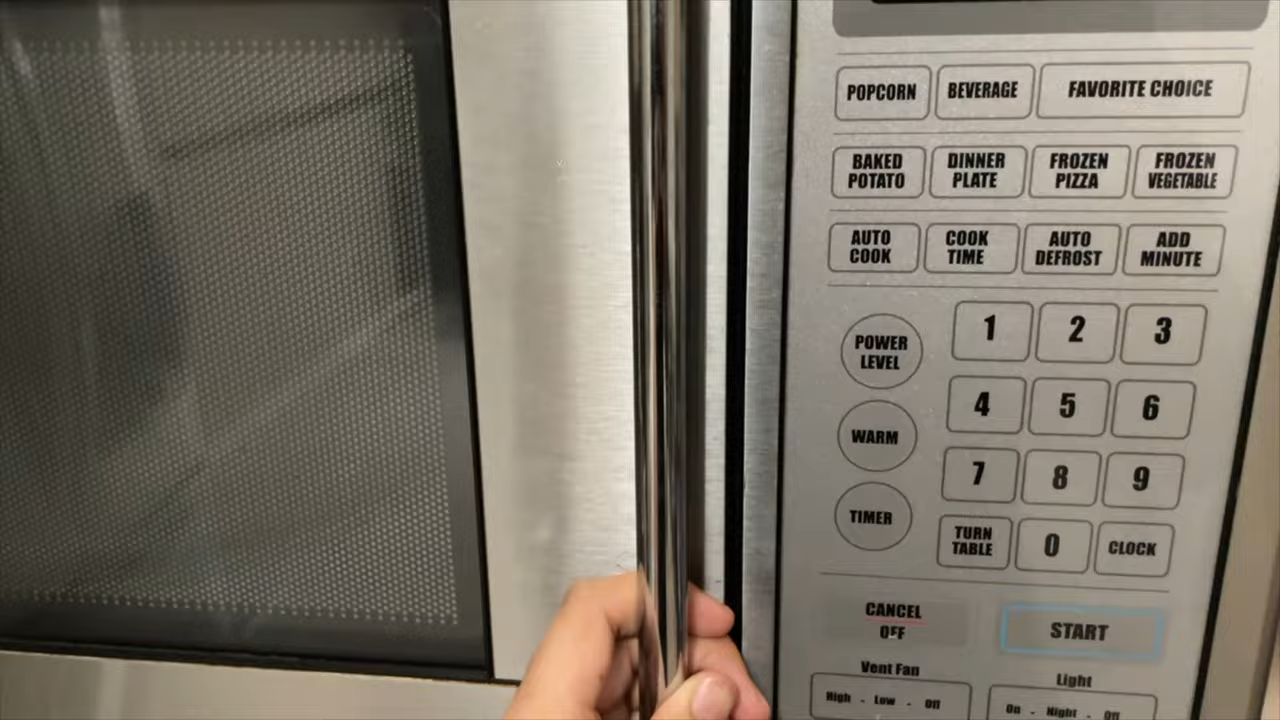 POPCORN
BEVERAGE
FAVORITE CHOICE
BAKED
POTATO
DINNER
PLATE
FROZEN
PIZZA
FROZEN
VEGETABLE
AUTO
COOK
COOK
TIME
AUTO
DEFROST
ADD
MINUTE
POWER
LEVEL
1
2
3
4
5
6
WARM
7
8
9
TIMER
TURN
TABLE
0
CLOCK
CANCEL
OFF
START
Vent Fan
High - Low - Off
Light
On - Night - Off